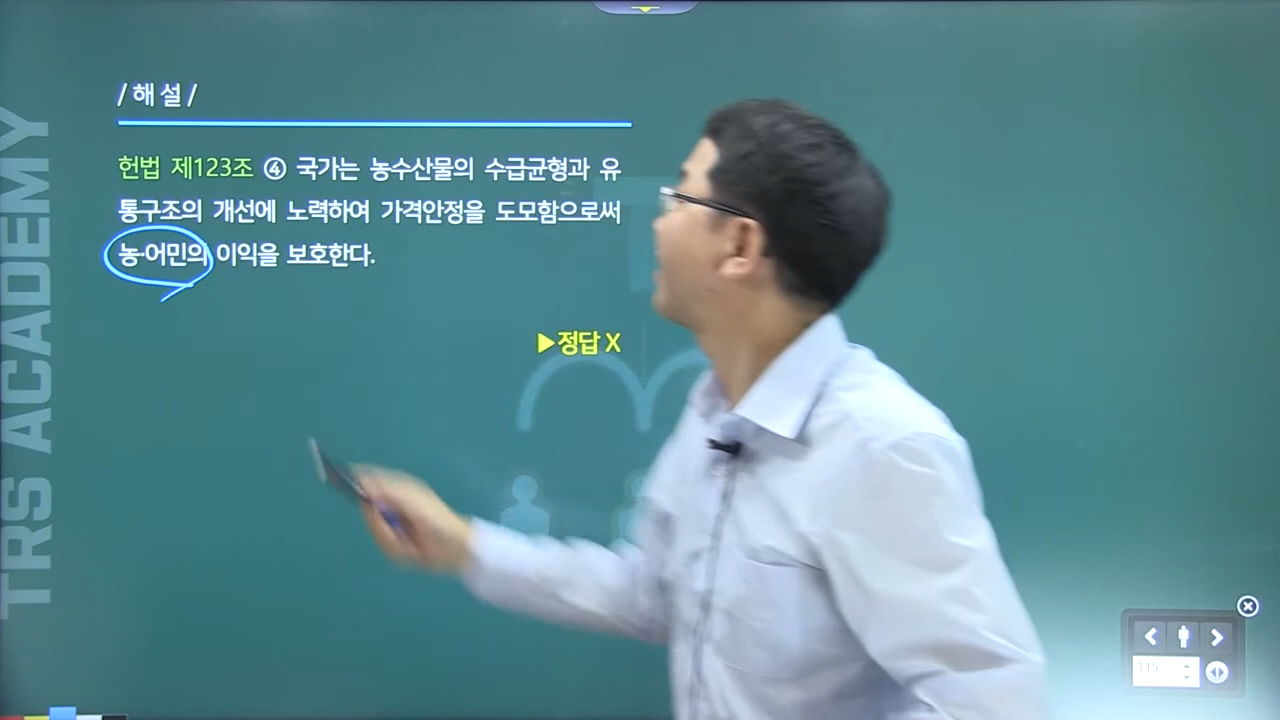 / 해 설 /
헌법 제123조 ④ 국가는 농수산물의 수급균형과 유
통구조의 개선에 노력하여 가격안정을 도모함으로써
농·어민의 이익을 보호한다.
▶정답 X
TRS ACADEMY
115